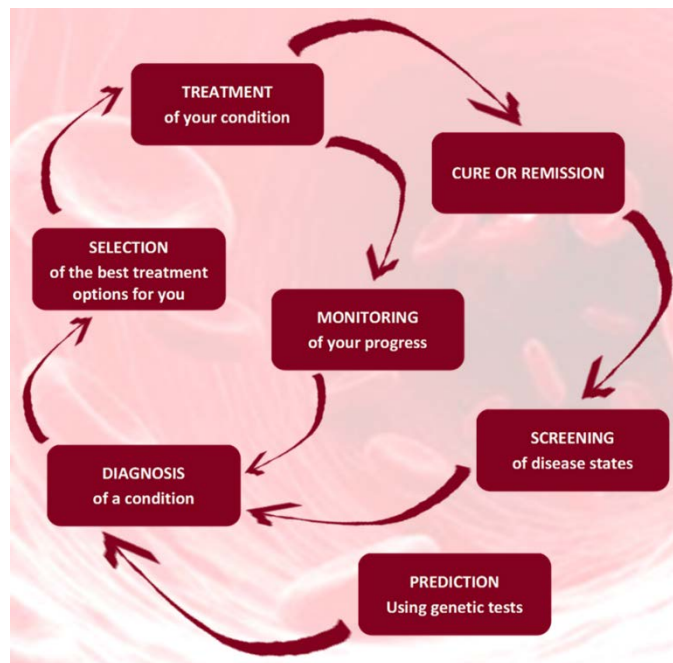 TREATMENT
of your condition
CURE OR REMISSION
SELECTION
of the best treatment
options for you
MONITORING
of your progress
SCREENING
of disease states
DIAGNOSIS
of a condition
PREDICTION
Using genetic tests